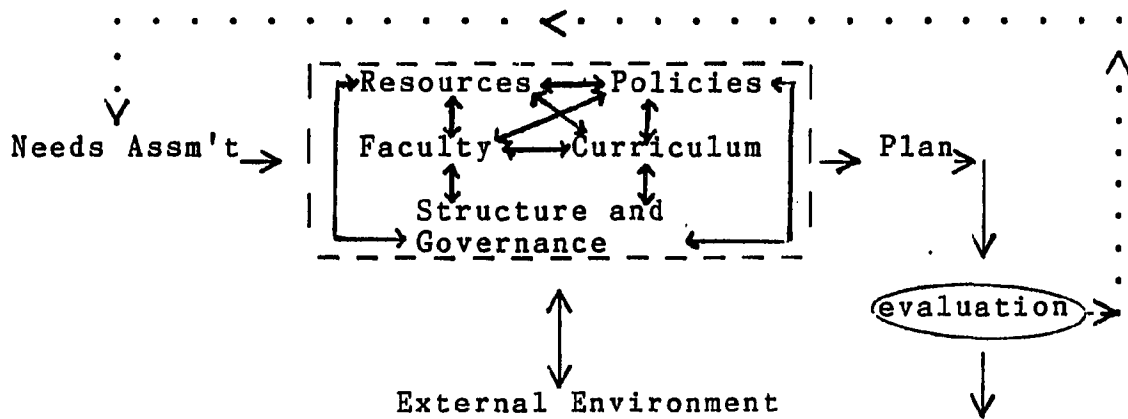 Resources Policies
Needs Assm't Faculty Curriculum Plan
Structure and
Governance
evaluation
External Environment